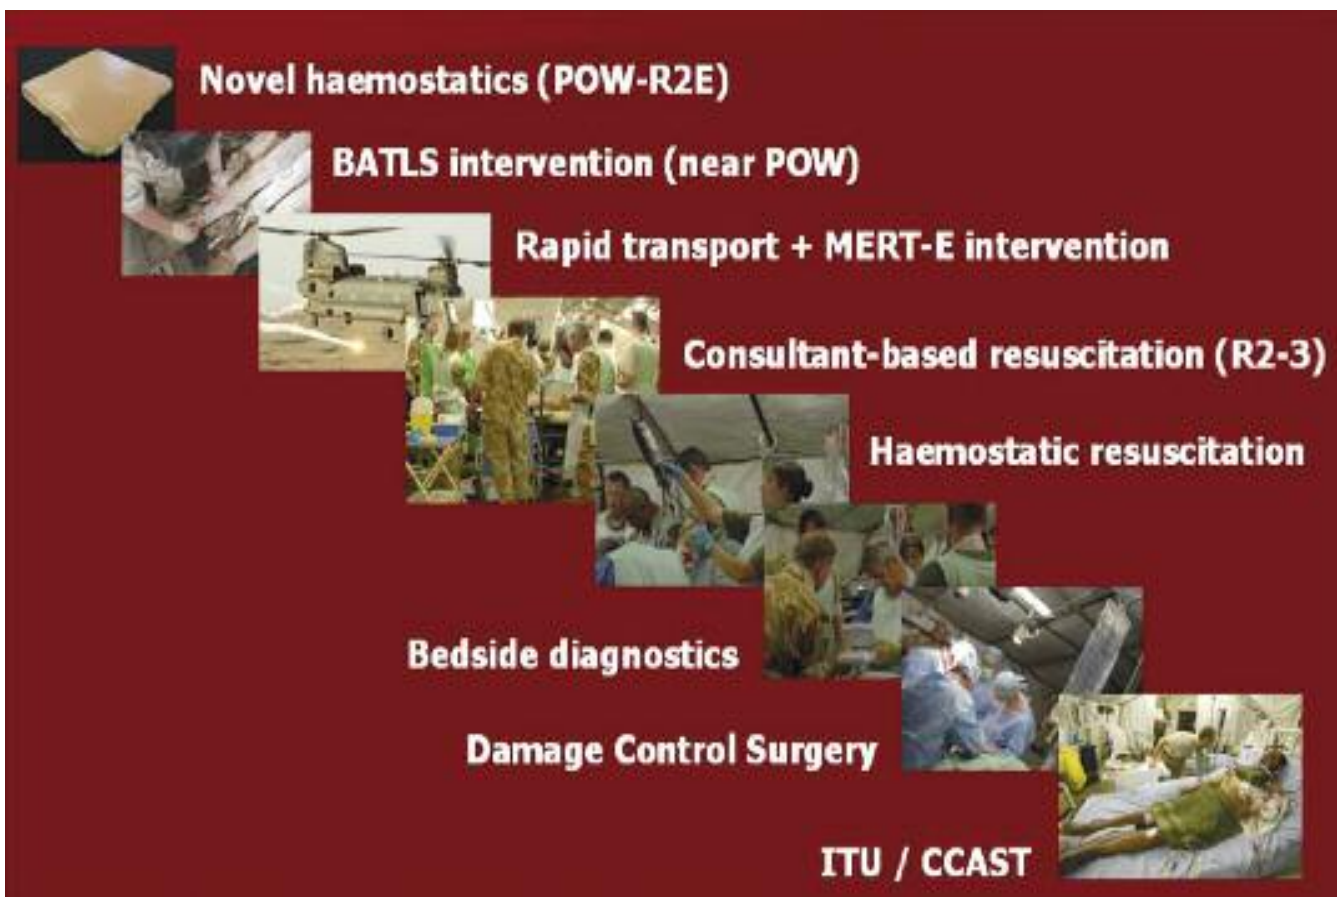 Novel haemostatics (POW-R2E)
BATLS intervention (near POW)
Rapid transport + MERT-E intervention
Consultant-based resuscitation (R2-3)
Haemostatic resuscitation
Bedside diagnostics
Damage Control Surgery
ITU / CCAST